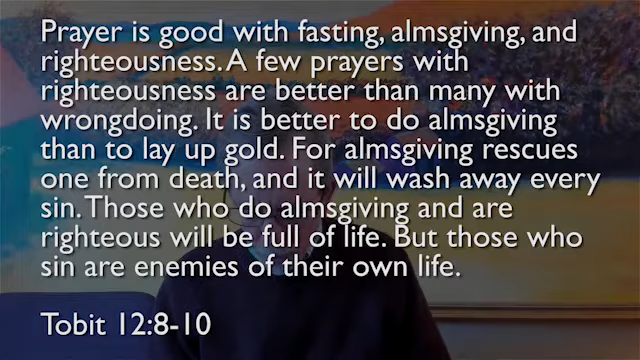 Prayer is good with fasting, almsgiving, and
righteousness. A few prayers with
righteousness are better than many with
wrongdoing. It is better to do almsgiving
than to lay up gold. For almsgiving rescues
one from death, and it will wash away every
sin. Those who do almsgiving and are
righteous will be full of life. But those who
sin are enemies of their own life.
Tobit 12:8-10